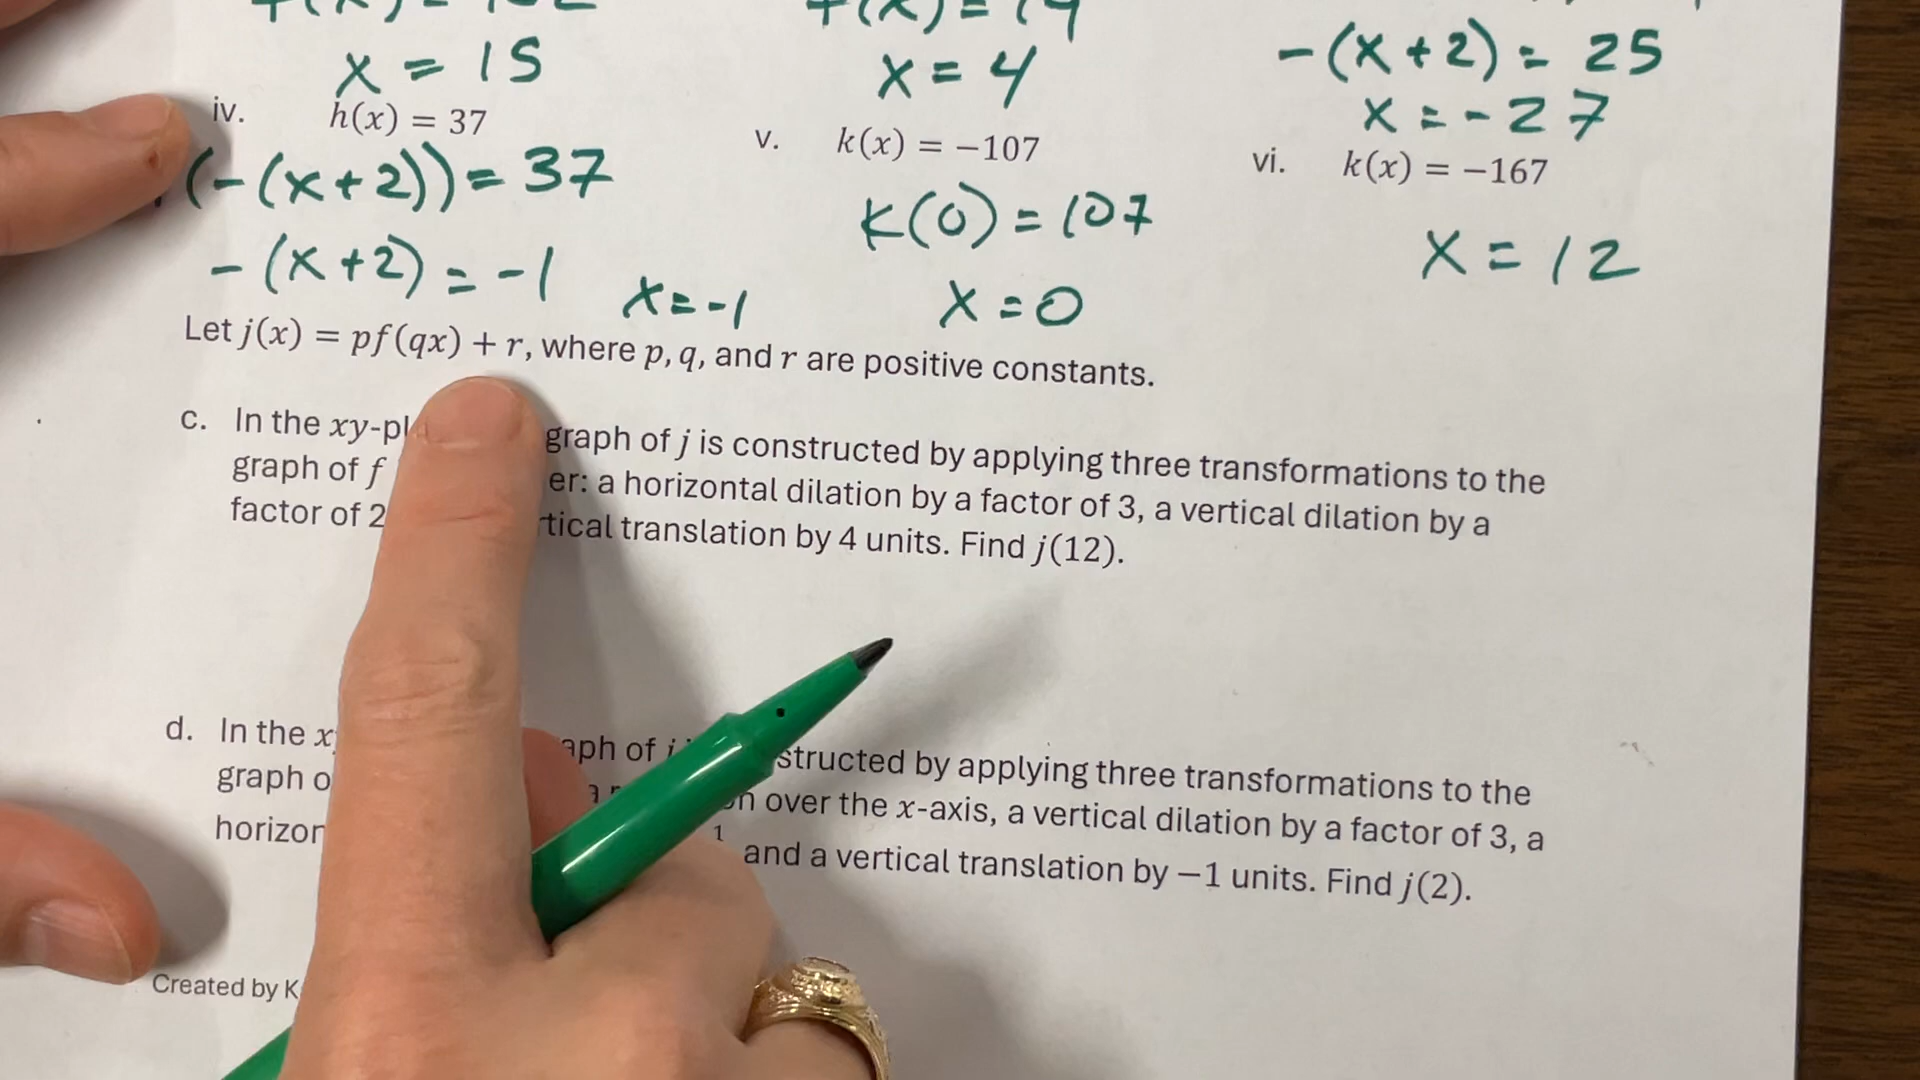 x = 15
x = 4
-(x+2) = 25
x = -27
iv. h(x) = 37
v. k(x) = −107
vi. k(x) = −167
(-(x+2)) = 37
K(0) = 107
x = 12
-(x+2) = -1 x=-1
x = 0
Let j(x) = pf(qx) + r, where p, q, and r are positive constants.
c. In the xy-pl graph of j is constructed by applying three transformations to the
graph of f er: a horizontal dilation by a factor of 3, a vertical dilation by a
factor of 2 rtical translation by 4 units. Find j(12).
d. In the x aph of j structed by applying three transformations to the
graph o on over the x-axis, a vertical dilation by a factor of 3, a
horizon 1 and a vertical translation by −1 units. Find j(2).
Created by K